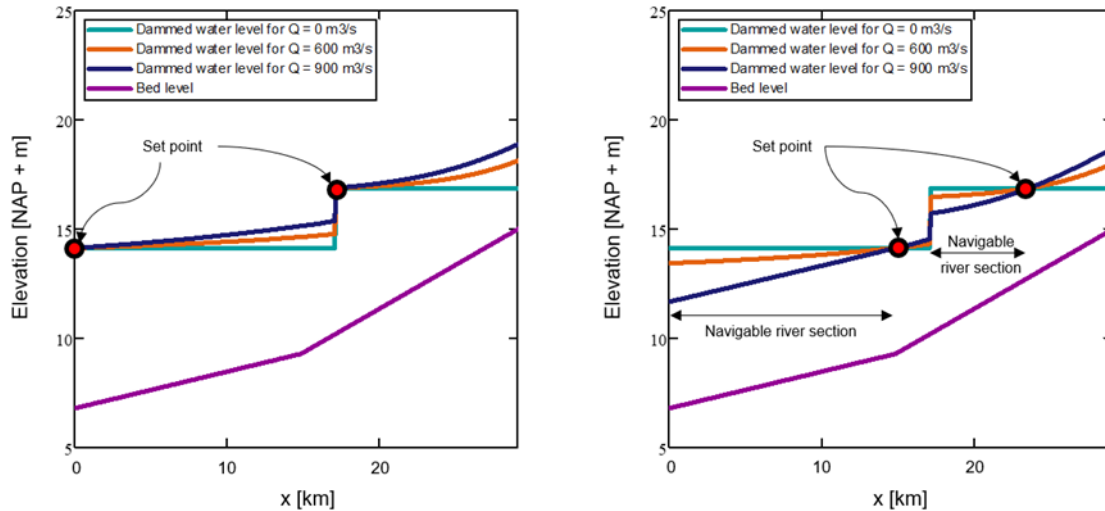 25
Dammed water level for Q = 0 m3/s
Dammed water level for Q = 600 m3/s
Dammed water level for Q = 900 m3/s
Bed level
20
Set point
15
10
5
Elevation [NAP + m]
0
10
20
x [km]
25
Dammed water level for Q = 0 m3/s
Dammed water level for Q = 600 m3/s
Dammed water level for Q = 900 m3/s
Bed level
20
Set point
15
Navigable
river section
Navigable river section
10
5
Elevation [NAP + m]
0
10
20
x [km]